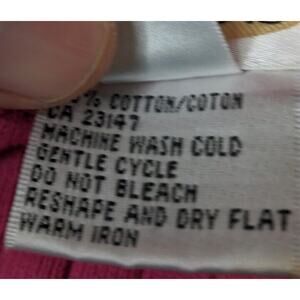 % COTTON/COTON
CA 23147
MACHINE WASH COLD
GENTLE CYCLE
DO NOT BLEACH
RESHAPE AND DRY FLAT
WARM IRON